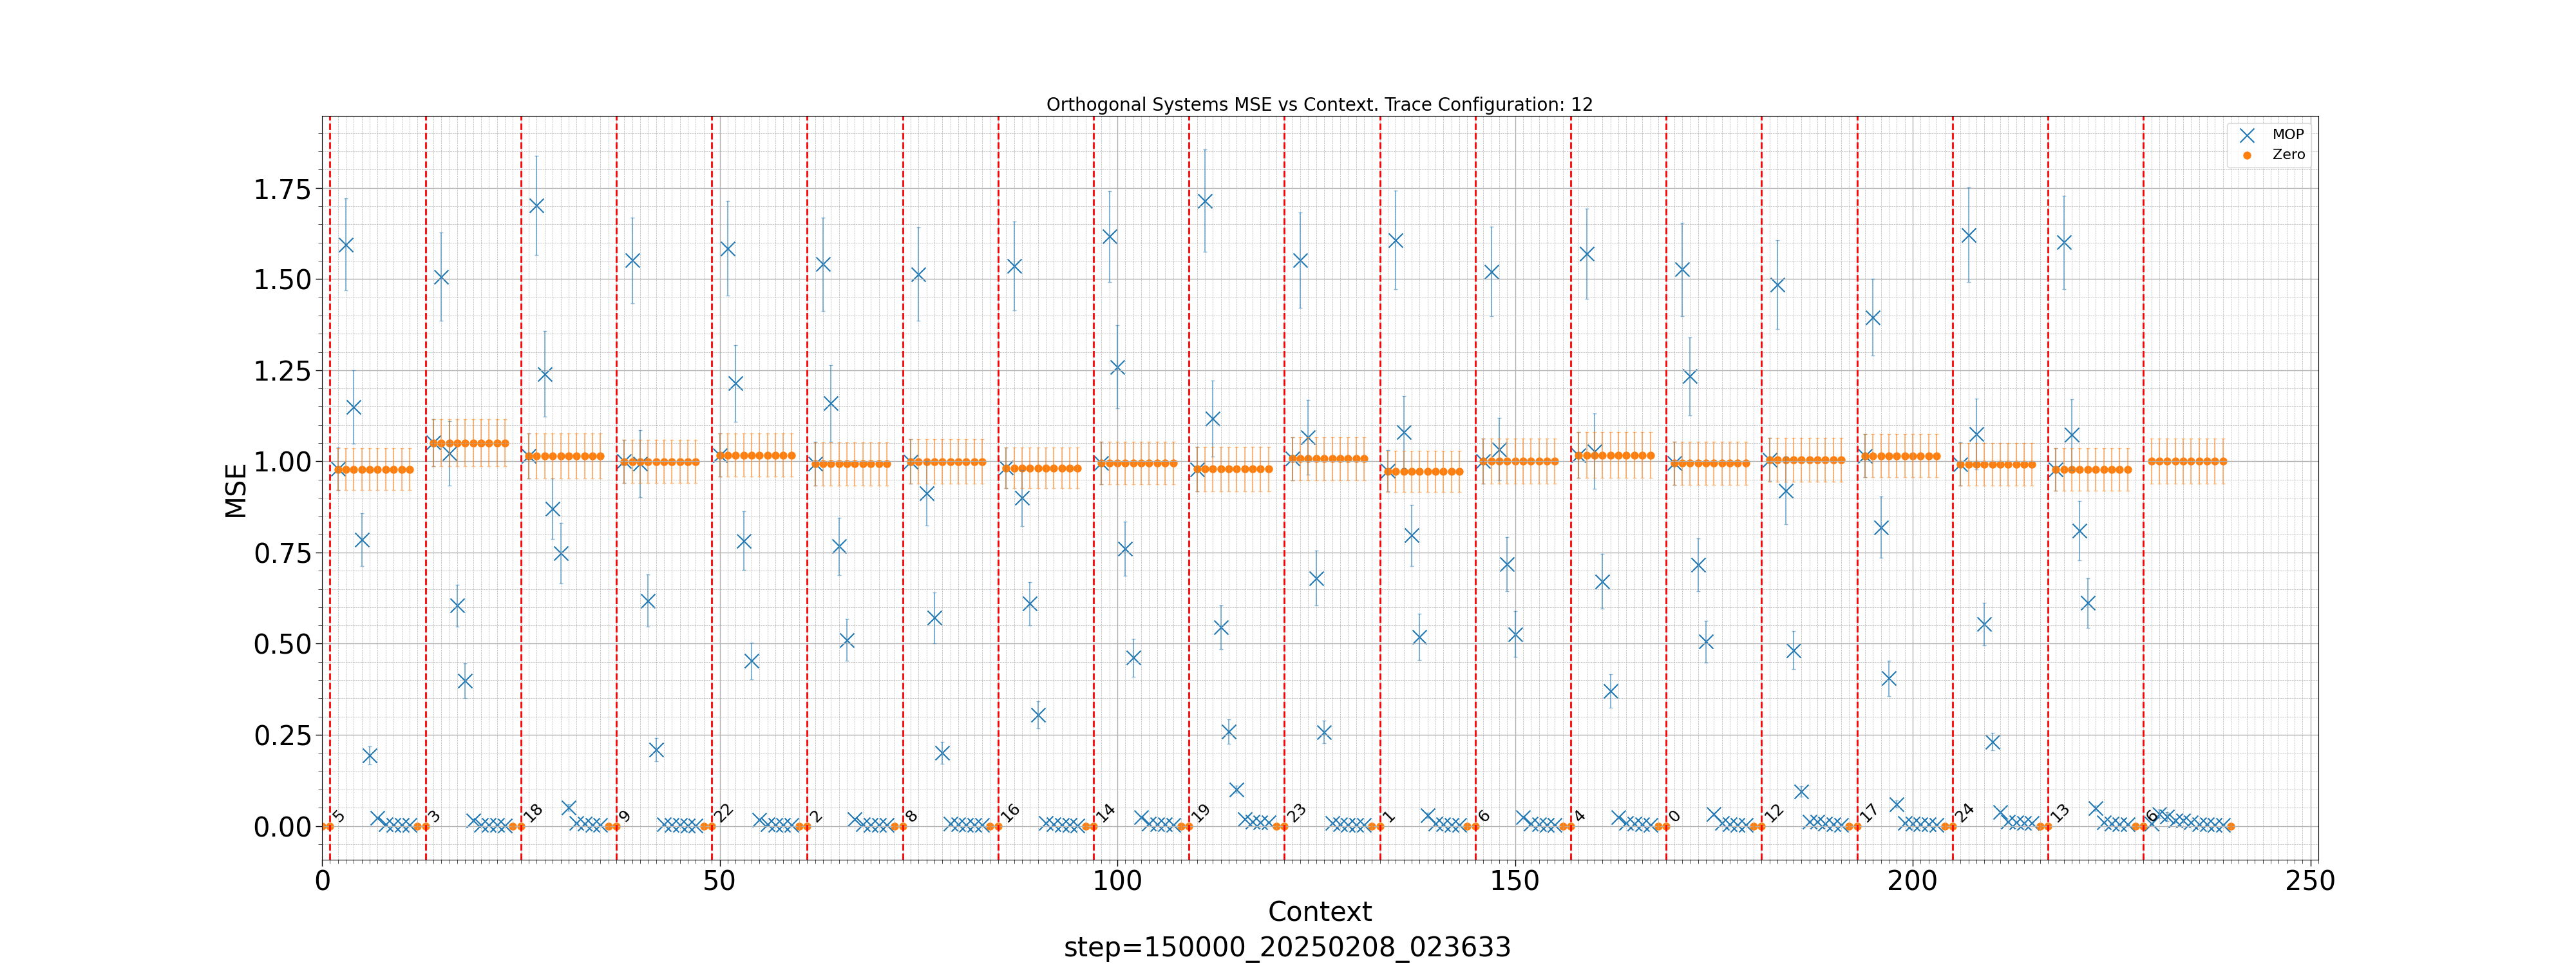 Orthogonal Systems MSE vs Context. Trace Configuration: 12
MOP
Zero
MSE
1.75
1.50
1.25
1.00
0.75
0.50
0.25
0.00
5 3 18 9 22 2 8 16 14 19 23 1 6 4 0 12 17 24 13 6
0 50 100 150 200 250
Context
step=150000_20250208_023633